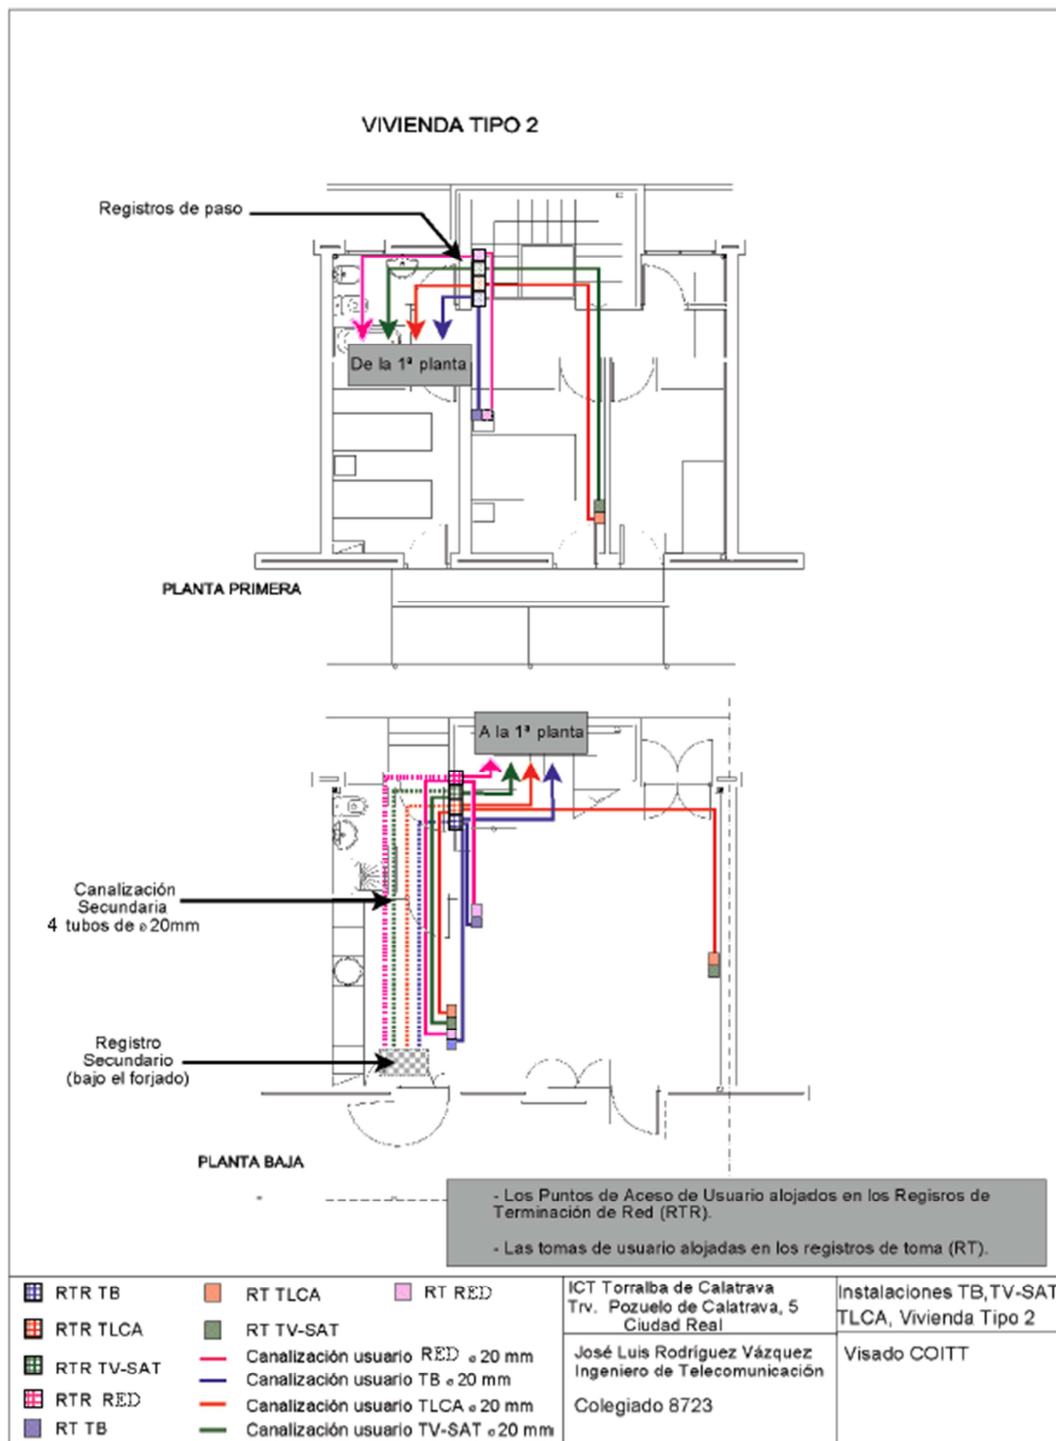 VIVIENDA TIPO 2
Registros de paso
De la 1ª planta
PLANTA PRIMERA
A la 1ª planta
Canalización
Secundaria
4 tubos de ⌀20mm
Registro
Secundario
(bajo el forjado)
PLANTA BAJA
- Los Puntos de Aceso de Usuario alojados en los Regisros de
Terminación de Red (RTR).
- Las tomas de usuario alojadas en los registros de toma (RT).
RTR TB
RTR TLCA
RTR TV-SAT
RTR RED
RT TB
RT TLCA
RT TV-SAT
RT RED
Canalización usuario RED ⌀20 mm
Canalización usuario TB ⌀20 mm
Canalización usuario TLCA ⌀20 mm
Canalización usuario TV-SAT ⌀20 mm
ICT Torralba de Calatrava
Trv. Pozuelo de Calatrava, 5
Ciudad Real
José Luis Rodríguez Vázquez
Ingeniero de Telecomunicación
Colegiado 8723
Instalaciones TB,TV-SAT
TLCA, Vivienda Tipo 2
Visado COITT